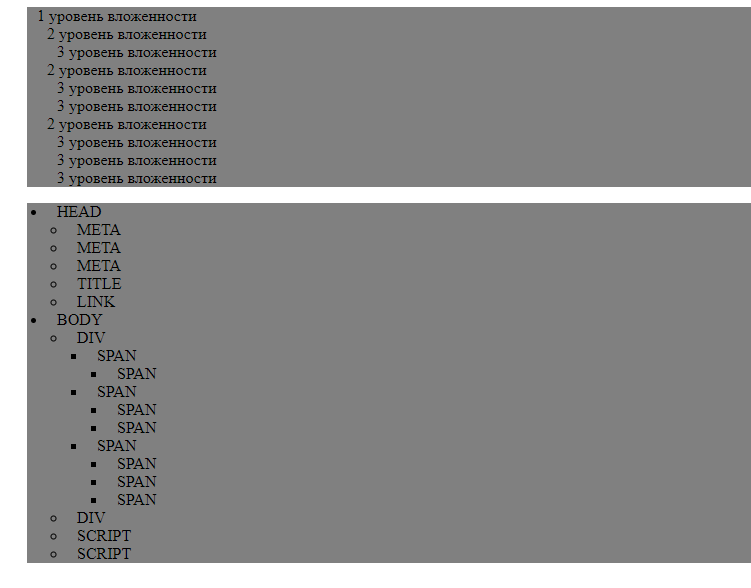 1 уровень вложенности
2 уровень вложенности
3 уровень вложенности
2 уровень вложенности
3 уровень вложенности
3 уровень вложенности
2 уровень вложенности
3 уровень вложенности
3 уровень вложенности
3 уровень вложенности
HEAD
META
META
META
TITLE
LINK
BODY
DIV
SPAN
SPAN
SPAN
SPAN
SPAN
SPAN
SPAN
SPAN
SPAN
DIV
SCRIPT
SCRIPT